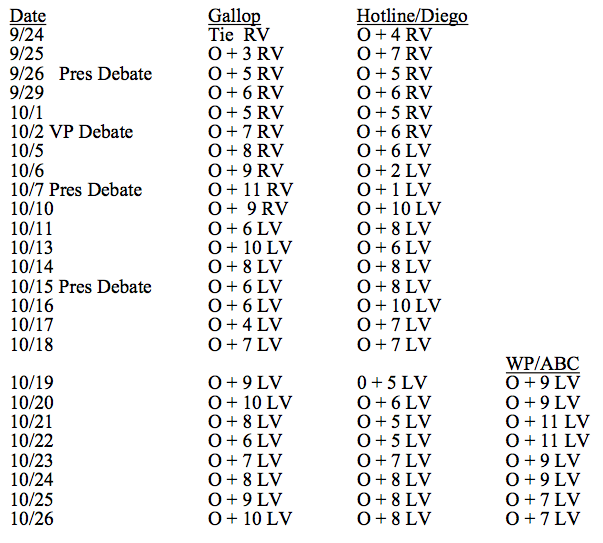 Date Gallop Hotline/Diego
9/24 Tie RV O + 4 RV
9/25 O + 3 RV O + 7 RV
9/26 Pres Debate O + 5 RV O + 5 RV
9/29 O + 6 RV O + 6 RV
10/1 O + 5 RV O + 5 RV
10/2 VP Debate O + 7 RV O + 6 RV
10/5 O + 8 RV O + 6 LV
10/6 O + 9 RV O + 2 LV
10/7 Pres Debate O + 11 RV O + 1 LV
10/10 O + 9 RV O + 10 LV
10/11 O + 6 LV O + 8 LV
10/13 O + 10 LV O + 6 LV
10/14 O + 8 LV O + 8 LV
10/15 Pres Debate O + 6 LV O + 8 LV
10/16 O + 6 LV O + 10 LV
10/17 O + 4 LV O + 7 LV
10/18 O + 7 LV O + 7 LV
WP/ABC
10/19 O + 9 LV 0 + 5 LV O + 9 LV
10/20 O + 10 LV O + 6 LV O + 9 LV
10/21 O + 8 LV O + 5 LV O + 11 LV
10/22 O + 6 LV O + 5 LV O + 11 LV
10/23 O + 7 LV O + 7 LV O + 9 LV
10/24 O + 8 LV O + 8 LV O + 9 LV
10/25 O + 9 LV O + 8 LV O + 7 LV
10/26 O + 10 LV O + 8 LV O + 7 LV